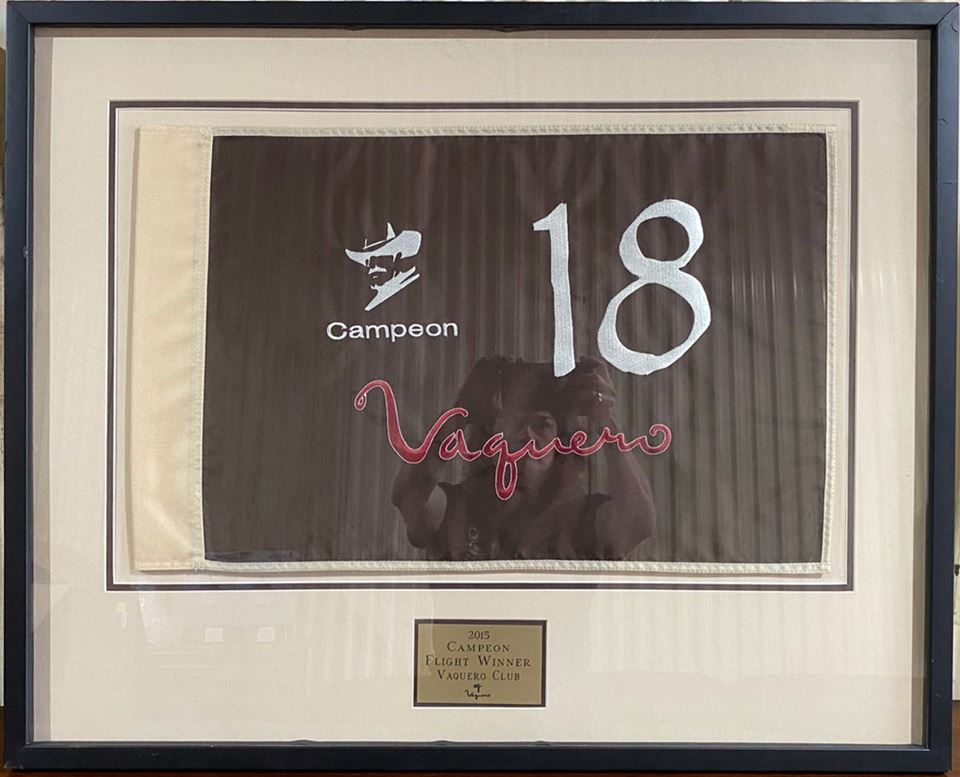 18
Campeon
Vaquero
2015
CAMPEON
FLIGHT WINNER
VAQUERO CLUB
Vaquero